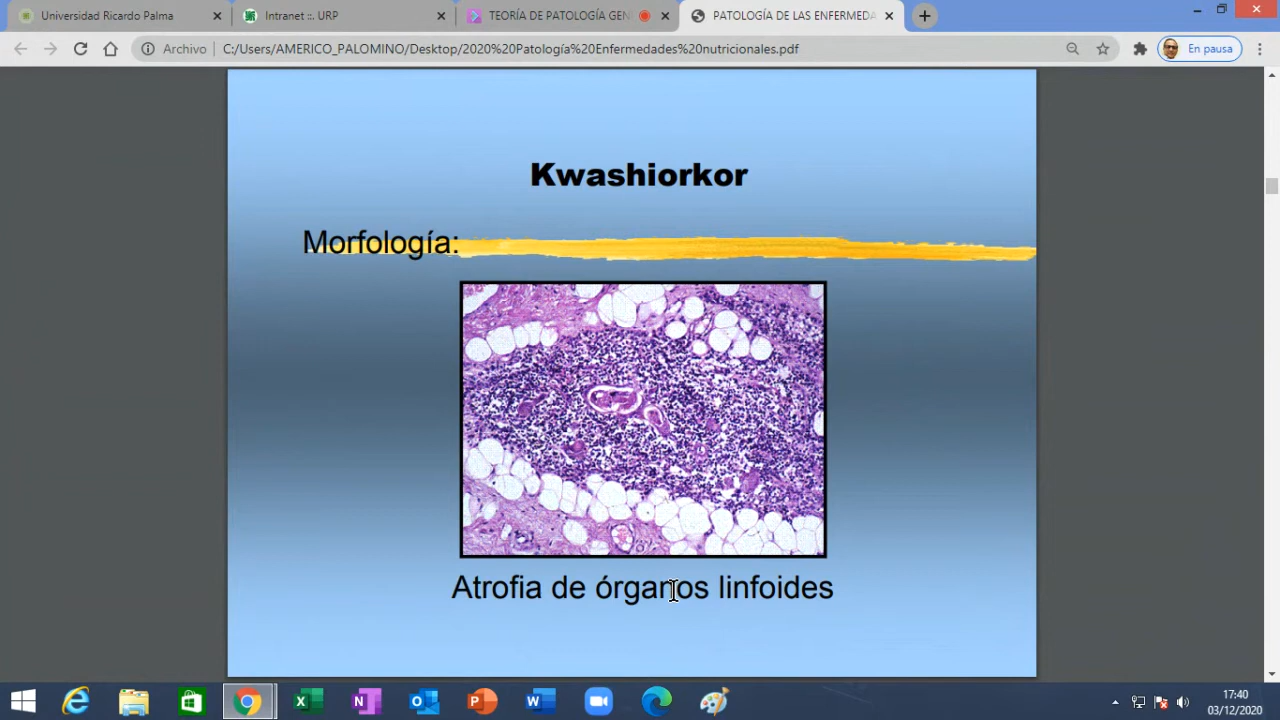 Universidad Ricardo Palma
Intranet ::. URP
TEORÍA DE PATOLOGÍA GEN
PATOLOGÍA DE LAS ENFERMEDA
Archivo
C:/Users/AMERICO_PALOMINO/Desktop/2020%20Patología%20Enfermedades%20nutricionales.pdf
En pausa
Kwashiorkor
Morfología:
Atrofia de órganos linfoides
17:40
03/12/2020